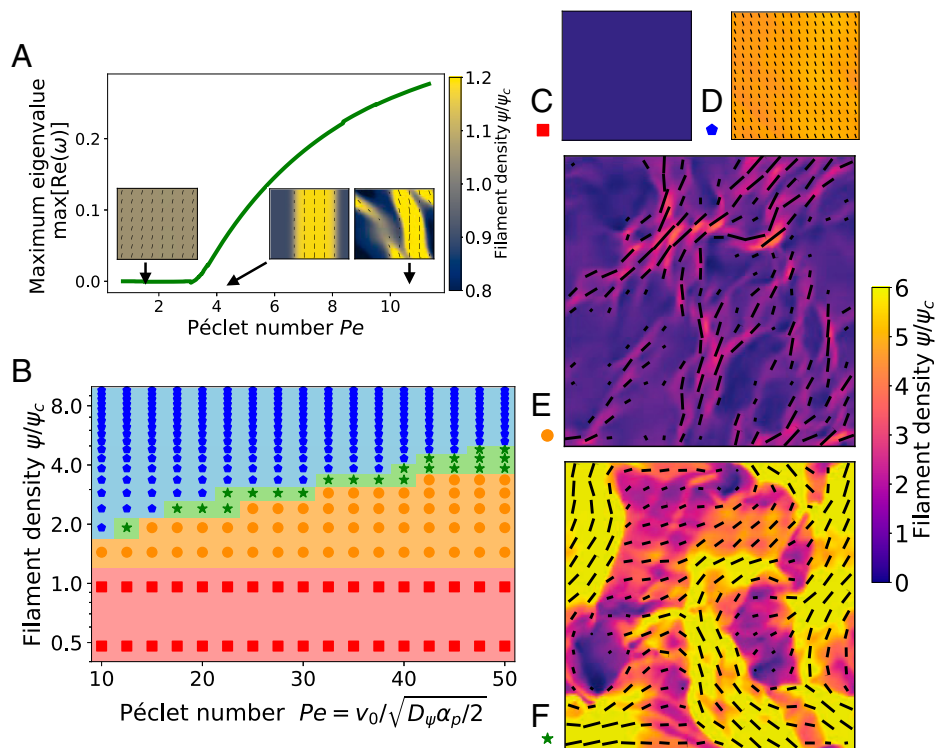 A
Maximum eigenvalue
max[Re(ω)]
0.2
0.1
0.0
2
4
6
8
10
Péclet number Pe
1.2
1.1
1.0
0.9
0.8
Filament density ψ/ψc
C
D
B
Filament density ψ/ψc
8.0
4.0
2.0
1.0
0.5
10
20
30
40
50
Péclet number Pe = v₀/√Dψαp/2
E
F
6
5
4
3
2
1
0
Filament density ψ/ψc